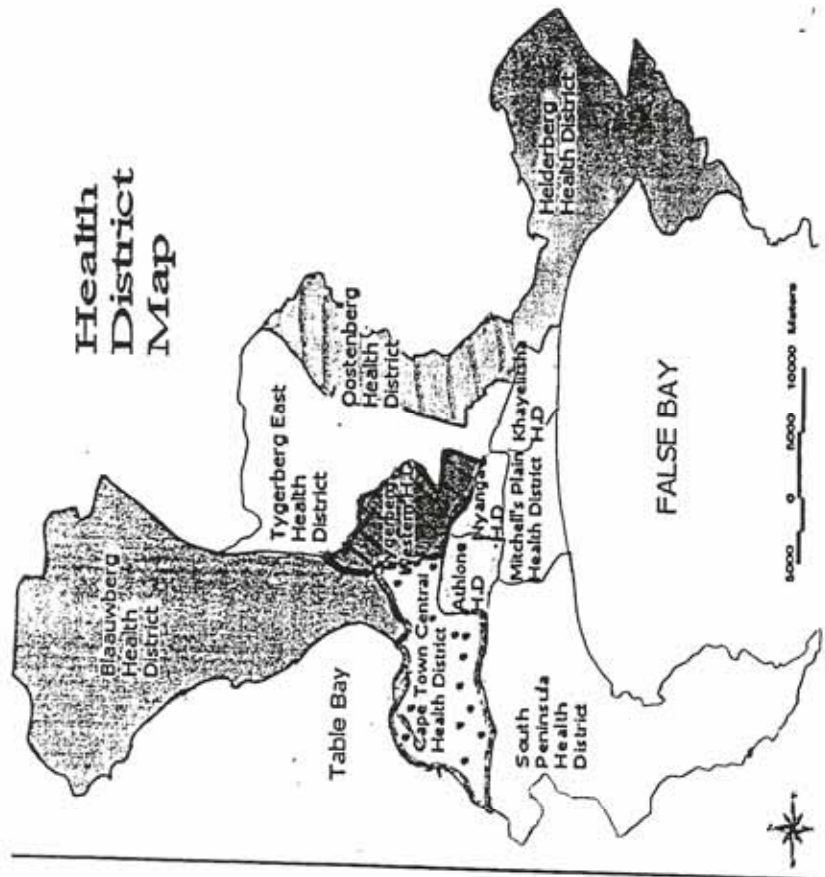 Health
District
Map
Blaauwberg
Health
District
Tygerberg East
Health
District
Oostenberg
Health
District
Helderberg
Health District
Table Bay
Tygerberg
Western H.D
Cape Town Central
Health District
Athlone
H.D
Nyanga
H.D
Mitchell's Plain
Health District
Khayelitsha
H.D
South
Peninsula
Health
District
FALSE BAY
5000 0 5000 10000 Meters